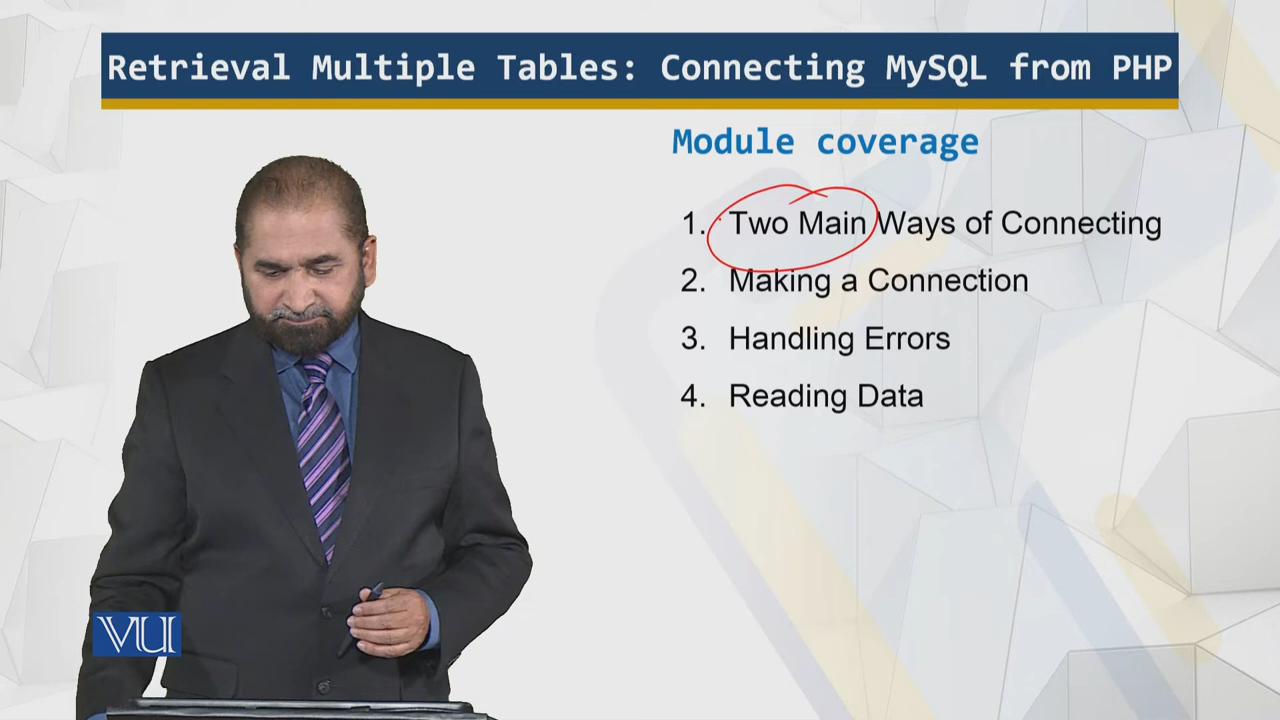 Retrieval Multiple Tables: Connecting MySQL from PHP
Module coverage
1. Two Main Ways of Connecting
2. Making a Connection
3. Handling Errors
4. Reading Data
VU